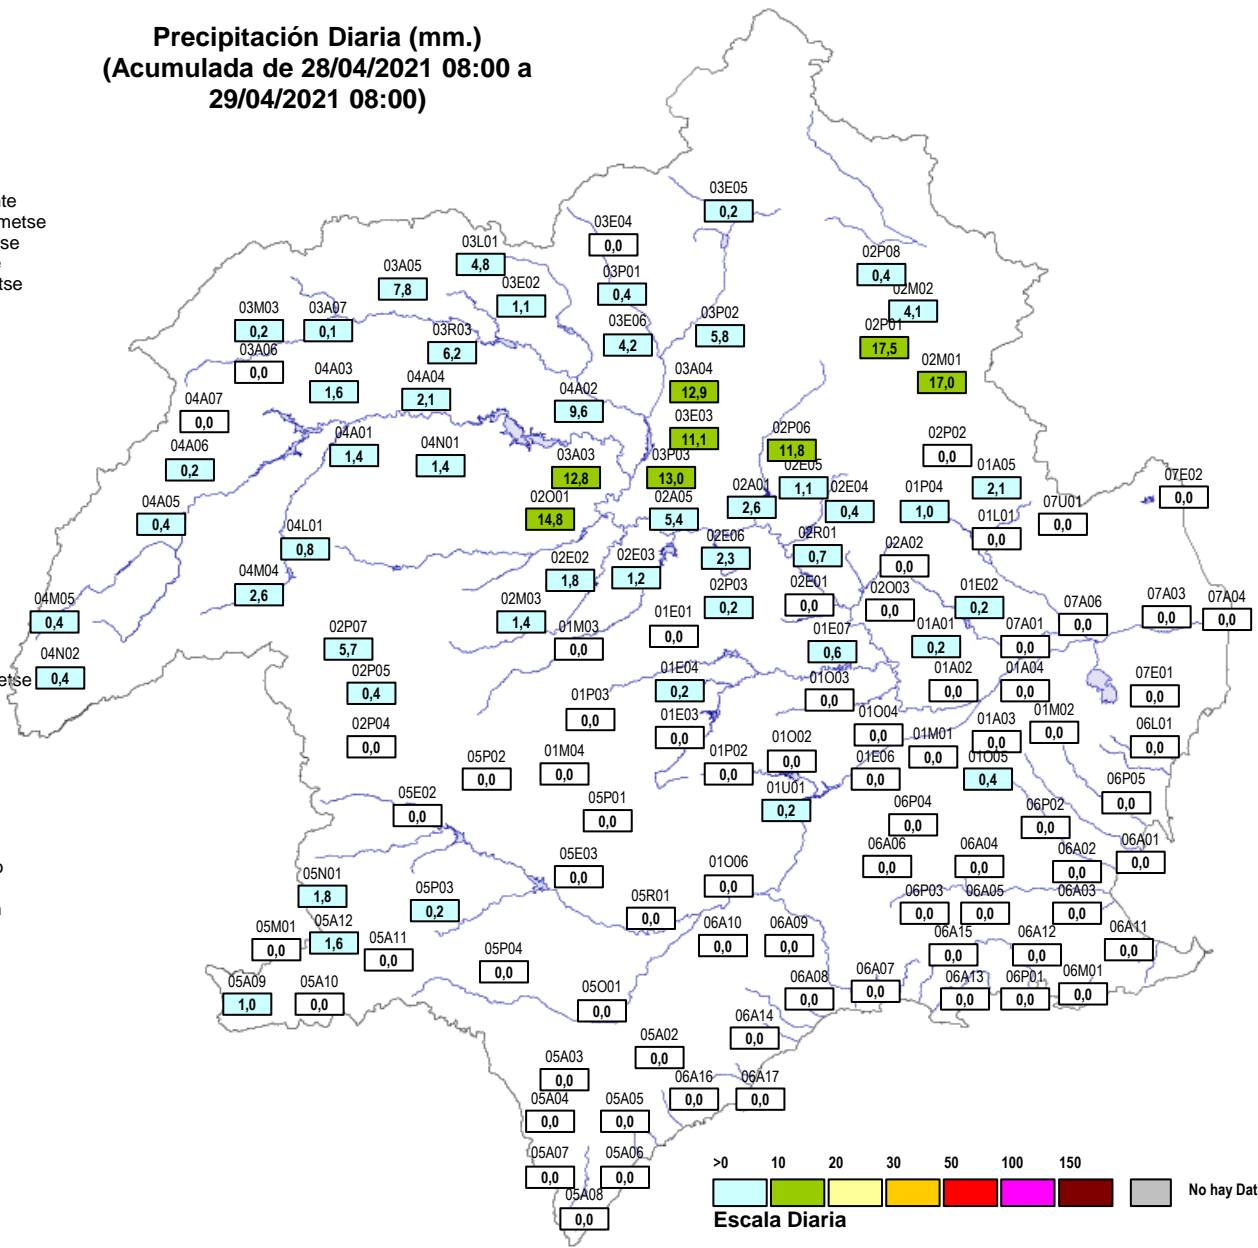 Precipitación Diaria (mm.)
(Acumulada de 28/04/2021 08:00 a
29/04/2021 08:00)
te
metse
se
tse
etse
03E05
0,2
03E04
0,0
03L01
4,8
02P08
0,4
03A05
7,8
03P01
0,4
03E02
1,1
02M02
4,1
03M03
0,2
03A07
0,1
03P02
5,8
03E06
4,2
03R03
6,2
02P01
17,5
03A06
0,0
02M01
17,0
04A03
1,6
04A04
2,1
03A04
12,9
04A02
9,6
04A07
0,0
03E03
11,1
04A01
1,4
04N01
1,4
02P06
11,8
02P02
0,0
04A06
0,2
03A03
12,8
03P03
13,0
02E05
1,1
01A05
2,1
07E02
0,0
02A01
2,6
02E04
0,4
01P04
1,0
04A05
0,4
02O01
14,8
02A05
5,4
07U01
0,0
01L01
0,0
04L01
0,8
02E06
2,3
02R01
0,7
02A02
0,0
02E02
1,8
02E03
1,2
04M04
2,6
02P03
0,2
02E01
0,0
02O03
0,0
01E02
0,2
07A03
0,0
07A04
0,0
04M05
0,4
02M03
1,4
01E01
0,0
07A06
0,0
02P07
5,7
01M03
0,0
01E07
0,6
01A01
0,2
07A01
0,0
04N02
0,4
02P05
0,4
01E04
0,2
01O03
0,0
01A02
0,0
01A04
0,0
07E01
0,0
01P03
0,0
01E03
0,0
01O04
0,0
01A03
0,0
01M02
0,0
06L01
0,0
02P04
0,0
01M01
0,0
05P02
0,0
01M04
0,0
01P02
0,0
01O02
0,0
01E06
0,0
01O05
0,4
05E02
0,0
05P01
0,0
01U01
0,2
06P05
0,0
06P04
0,0
06P02
0,0
05E03
0,0
01O06
0,0
06A06
0,0
06A04
0,0
06A02
0,0
06A01
0,0
05N01
1,8
05P03
0,2
05R01
0,0
06P03
0,0
06A05
0,0
06A03
0,0
05M01
0,0
05A12
1,6
05A11
0,0
06A10
0,0
06A09
0,0
06A15
0,0
06A12
0,0
06A11
0,0
05P04
0,0
05A09
1,0
05A10
0,0
05O01
0,0
06A08
0,0
06A07
0,0
06A13
0,0
06P01
0,0
06M01
0,0
06A14
0,0
05A02
0,0
05A03
0,0
06A16
0,0
06A17
0,0
05A04
0,0
05A05
0,0
05A07
0,0
05A06
0,0
05A08
0,0
>0 10 20 30 50 100 150
No hay Dat
Escala Diaria